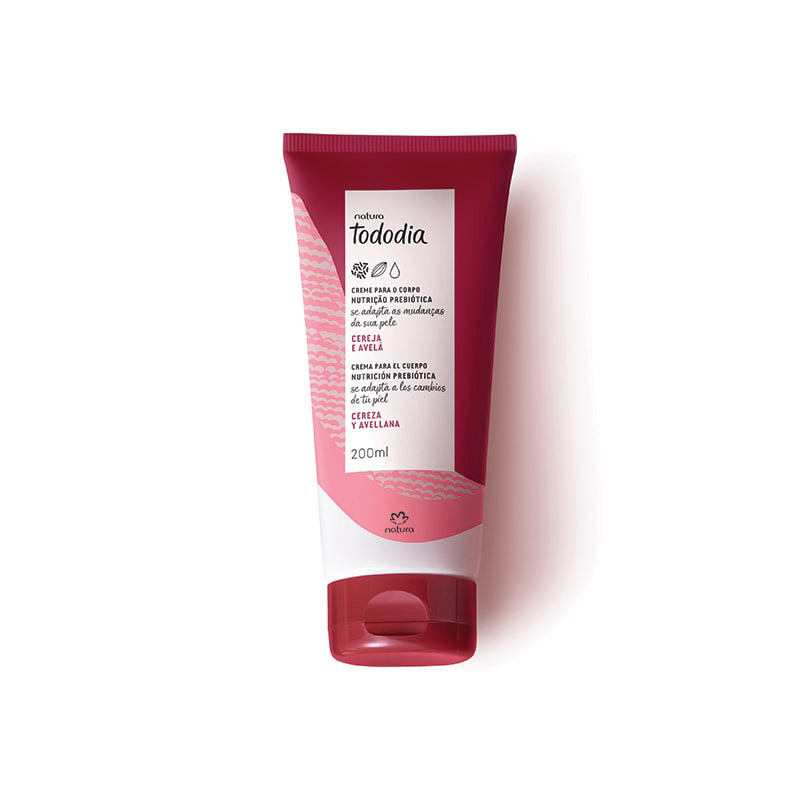 natura
tododia
CREME PARA O CORPO
NUTRIÇÃO PREBIÓTICA
se adapta as mudanças
da sua pele
CEREJA
E AVELÃ
CREMA PARA EL CUERPO
NUTRICIÓN PREBIÓTICA
se adapta a los cambios
de tu piel
CEREZA
Y AVELLANA
200ml
natura